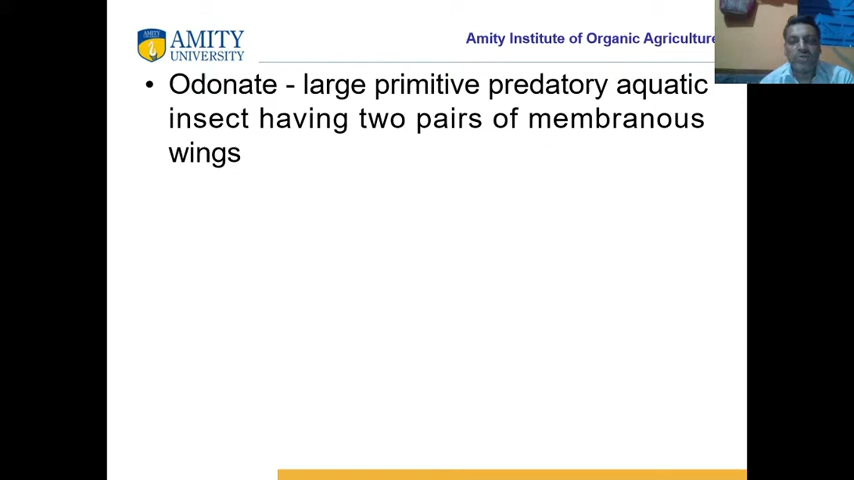 AMITY
AMITY
UNIVERSITY
Amity Institute of Organic Agriculture
• Odonate - large primitive predatory aquatic
insect having two pairs of membranous
wings